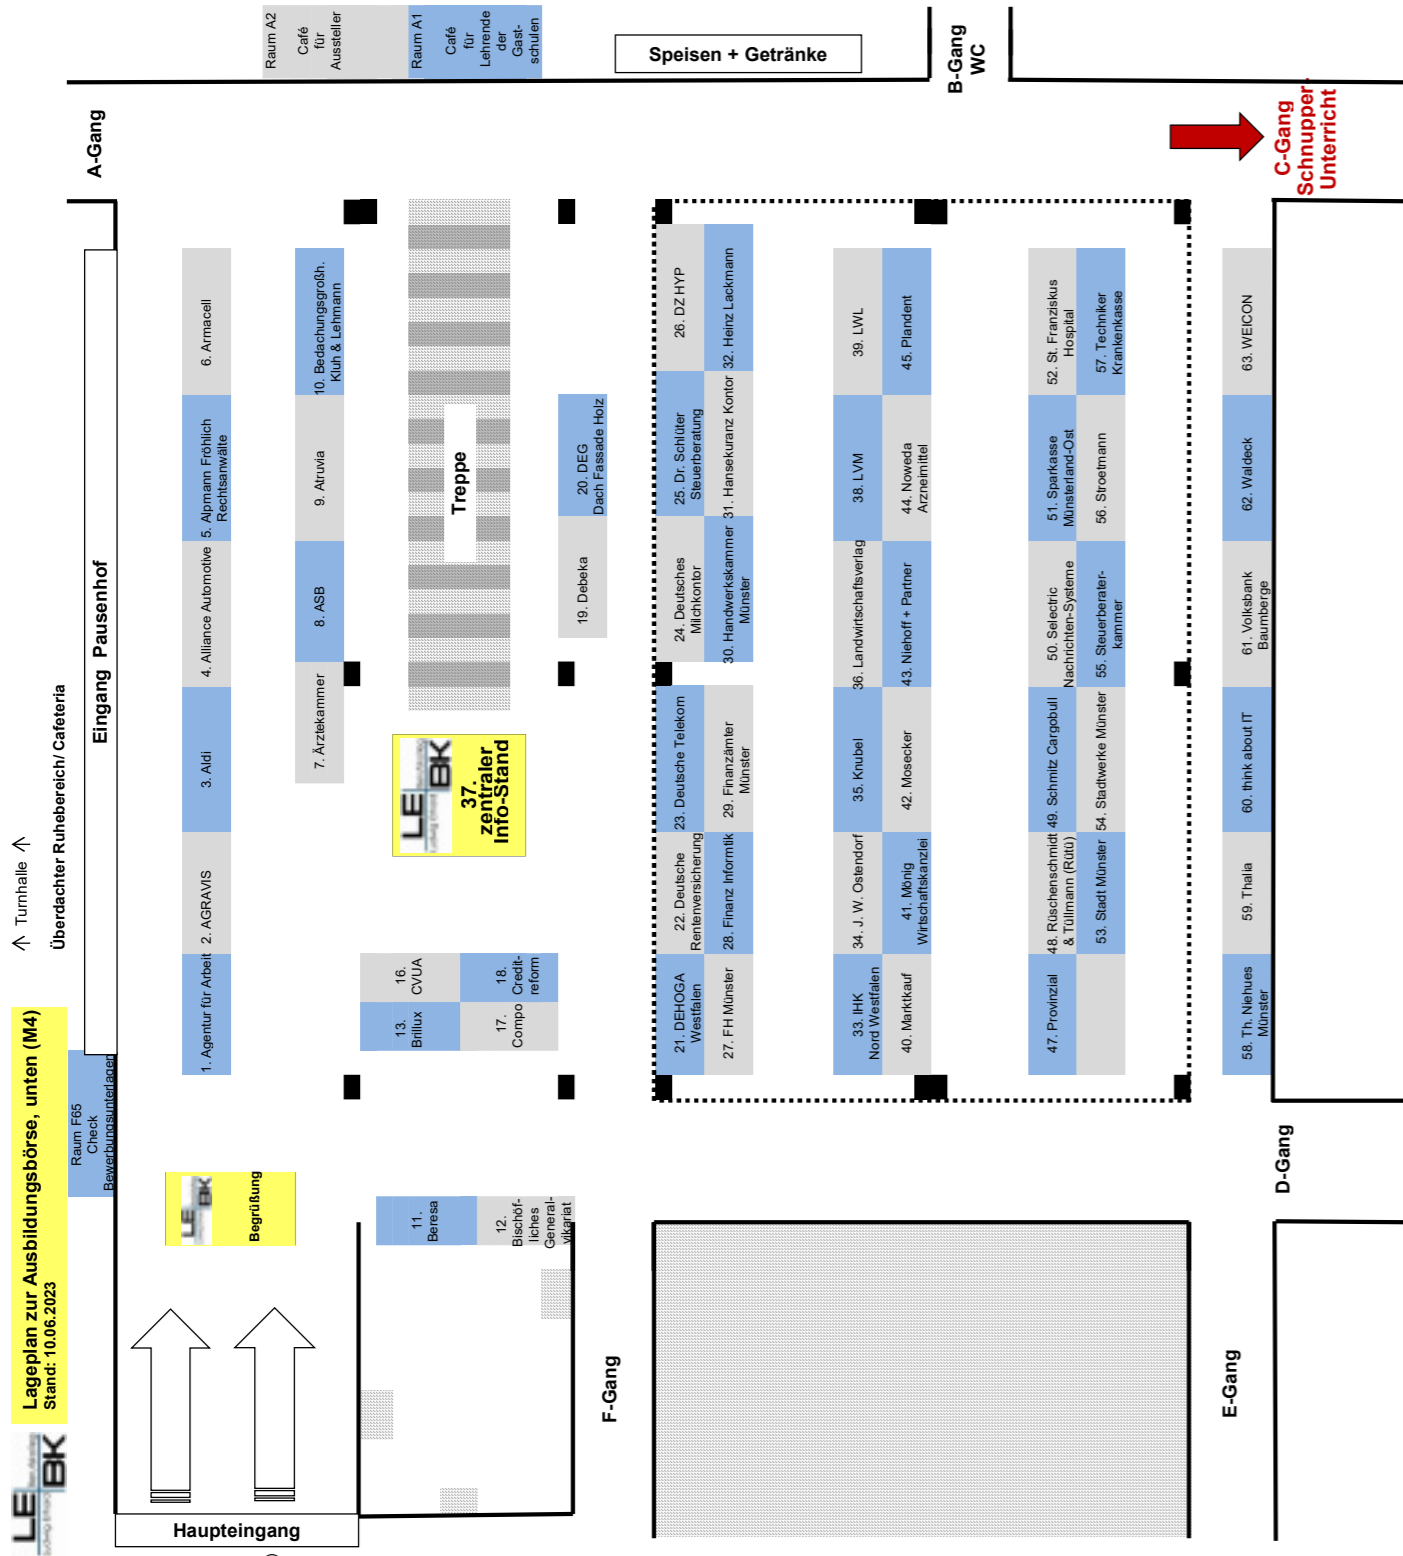 Lageplan zur Ausbildungsbörse, unten (M4)
Stand: 10.06.2023
LE
BK
↑ Turnhalle ↑
Überdachter Ruhebereich/ Cafeteria
Eingang Pausenhof
Raum F65
Check
Bewerbungsunterlagen
Raum A2
Café
für
Aussteller
Raum A1
Café
für
Lehrende
der
Gast-
schulen
Speisen + Getränke
A-Gang
B-Gang
WC
C-Gang
Schnupper
Unterricht
1. Agentur für Arbeit
2. AGRAVIS
3. Aldi
4. Alliance Automotive
5. Alpmann Fröhlich
Rechtsanwälte
6. Armacell
7. Ärztekammer
8. ASB
9. Atruvia
10. Bedachungsgroßh.
Kluh & Lehmann
Treppe
LE
BK
37.
zentraler
Info-Stand
LE
BK
Begrüßung
11.
Beresa
12.
Bischöf-
liches
General-
vikariat
13.
Brillux
16.
CVUA
17.
Compo
18.
Credit-
reform
19. Debeka
20. DEG
Dach Fassade Holz
21. DEHOGA
Westfalen
22. Deutsche
Rentenversicherung
23. Deutsche Telekom
24. Deutsches
Milchkontor
25. Dr. Schlüter
Steuerberatung
26. DZ HYP
27. FH Münster
28. Finanz Informtik
29. Finanzämter
Münster
30. Handwerkskammer
Münster
31. Hansekuranz Kontor
32. Heinz Lackmann
33. IHK
Nord Westfalen
34. J. W. Ostendorf
35. Knubel
36. Landwirtschaftsverlag
38. LVM
39. LWL
40. Marktkauf
41. Mönig
Wirtschaftskanzlei
42. Mosecker
43. Niehoff + Partner
44. Noweda
Arzneimittel
45. Plandent
47. Provinzial
48. Rüschenschmidt
& Tüllmann (Rütü)
49. Schmitz Cargobull
50. Selectric
Nachrichten-Systeme
51. Sparkasse
Münsterland-Ost
52. St. Franziskus
Hospital
53. Stadt Münster
54. Stadtwerke Münster
55. Steuerberater-
kammer
56. Stroetmann
57. Techniker
Krankenkasse
58. Th. Niehues
Münster
59. Thalia
60. think about IT
61. Volksbank
Baumberge
62. Waldeck
63. WEICON
D-Gang
E-Gang
F-Gang
Haupteingang